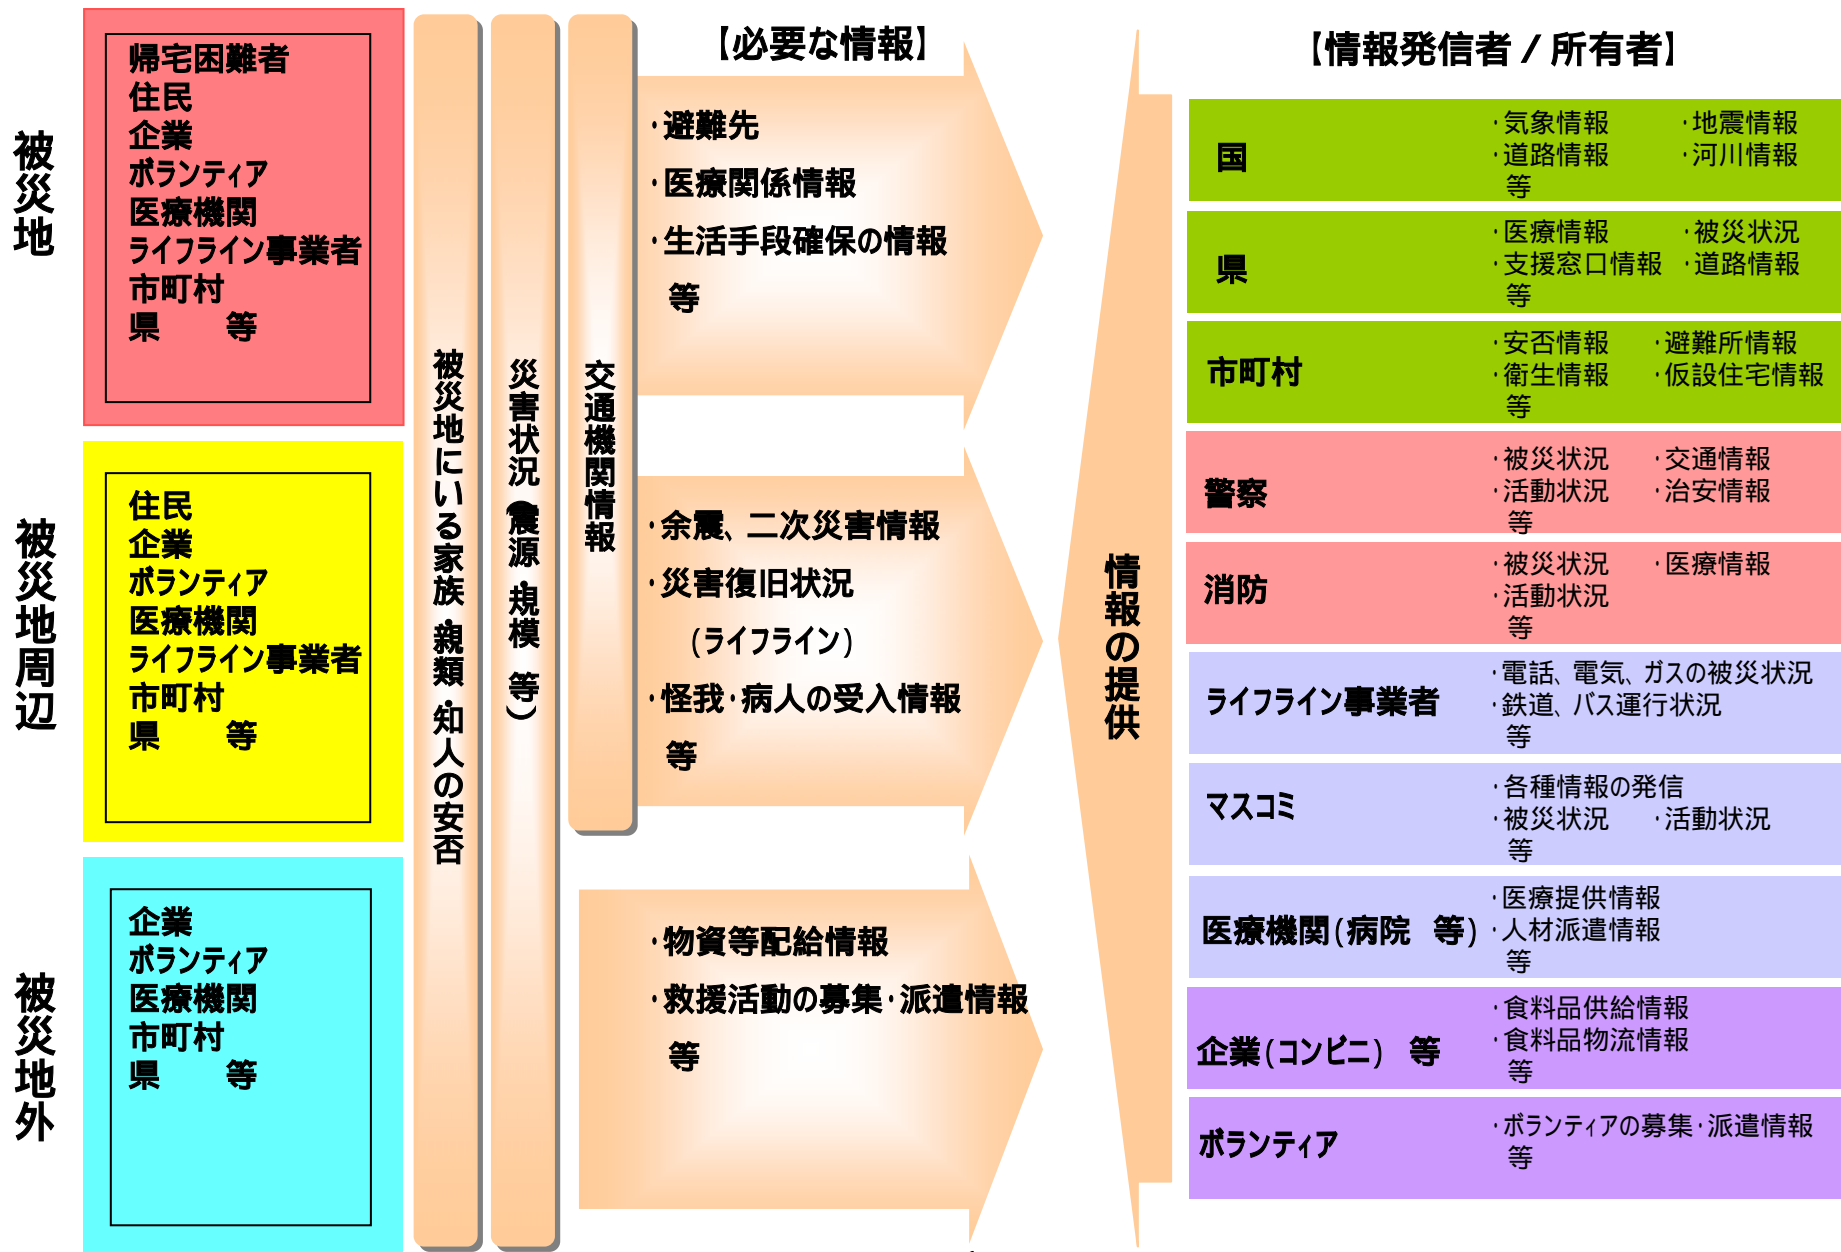 被災地
帰宅困難者
住民
企業
ボランティア
医療機関
ライフライン事業者
市町村
県　　等
被災地周辺
住民
企業
ボランティア
医療機関
ライフライン事業者
市町村
県　　等
被災地外
企業
ボランティア
医療機関
市町村
県　　等
被災地にいる家族・親類・知人の安否
災害状況（震源・規模　等）
交通機関情報
【必要な情報】
・避難先
・医療関係情報
・生活手段確保の情報
等
・余震、二次災害情報
・災害復旧状況
（ライフライン）
・怪我・病人の受入情報
等
・物資等配給情報
・救援活動の募集・派遣情報
等
情報の提供
【情報発信者/所有者】
国
・気象情報　・地震情報
・道路情報　・河川情報
等
県
・医療情報　・被災状況
・支援窓口情報　・道路情報
等
市町村
・安否情報　・避難所情報
・衛生情報　・仮設住宅情報
等
警察
・被災状況　・交通情報
・活動状況　・治安情報
等
消防
・被災状況　・医療情報
・活動状況
等
ライフライン事業者
・電話、電気、ガスの被災状況
・鉄道、バス運行状況
等
マスコミ
・各種情報の発信
・被災状況　・活動状況
等
医療機関(病院　等)
・医療提供情報
・人材派遣情報
等
企業(コンビニ)　等
・食料品供給情報
・食料品物流情報
等
ボランティア
・ボランティアの募集・派遣情報
等